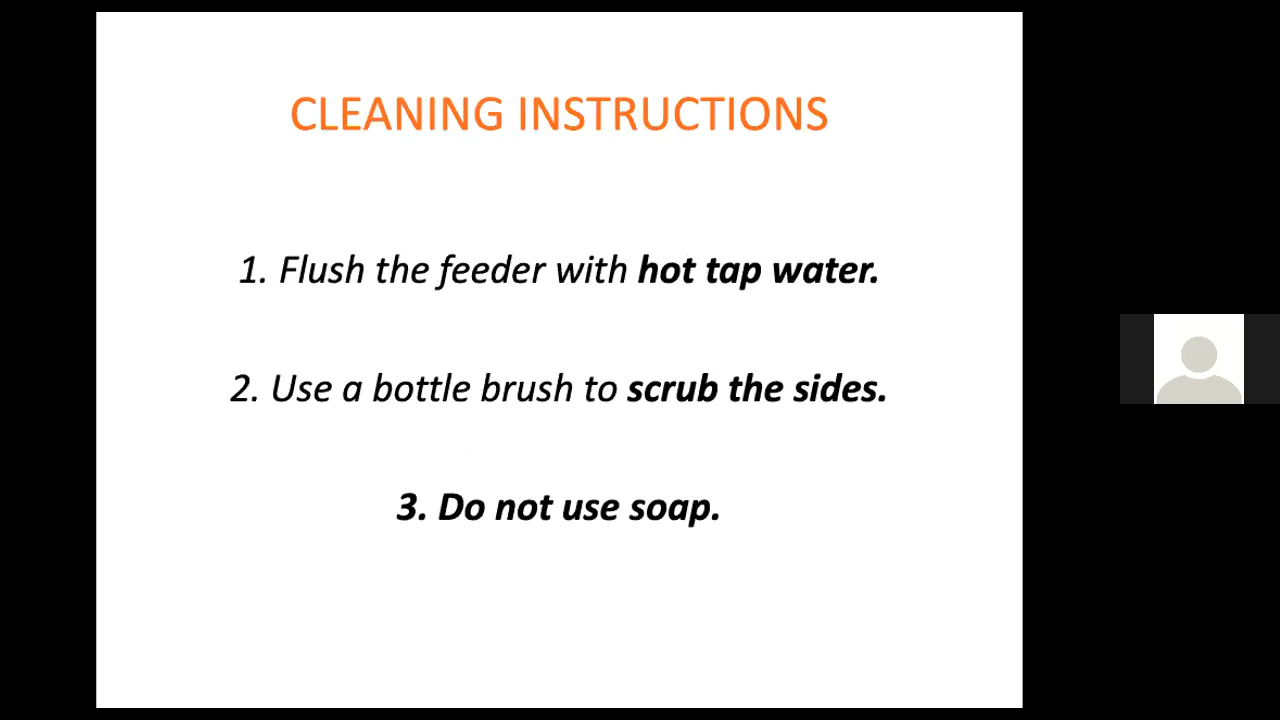 CLEANING INSTRUCTIONS
1. Flush the feeder with hot tap water.
2. Use a bottle brush to scrub the sides.
3. Do not use soap.